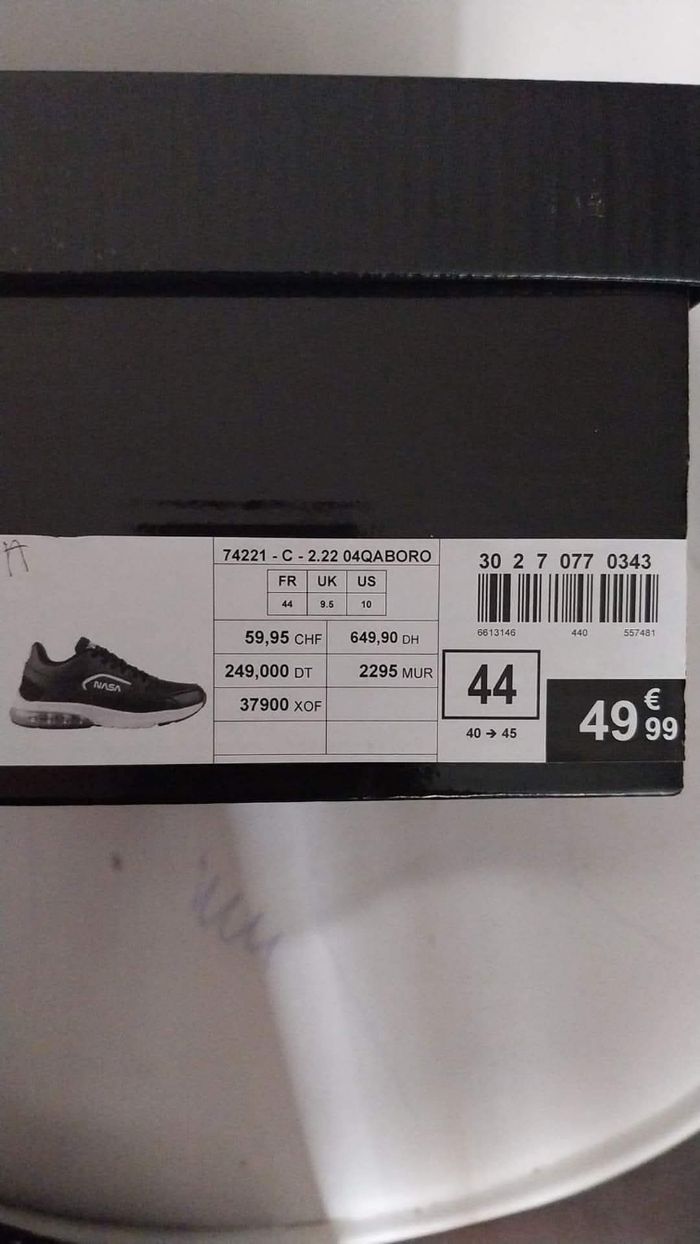 74221 - C - 2.22 04QABORO
FR UK US
44 9.5 10
59,95 CHF 649,90 DH
249,000 DT 2295 MUR
37900 XOF
NASA
30 2 7 077 0343
6613146 440 557481
44
40 → 45
49 € 99